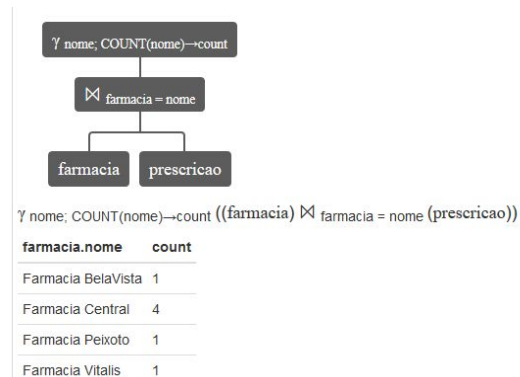 γ nome; COUNT(nome)→count
⋈ farmacia = nome
farmacia prescricao
γ nome; COUNT(nome)→count ((farmacia) ⋈ farmacia = nome (prescricao))
farmacia.nome count
Farmacia BelaVista 1
Farmacia Central 4
Farmacia Peixoto 1
Farmacia Vitalis 1